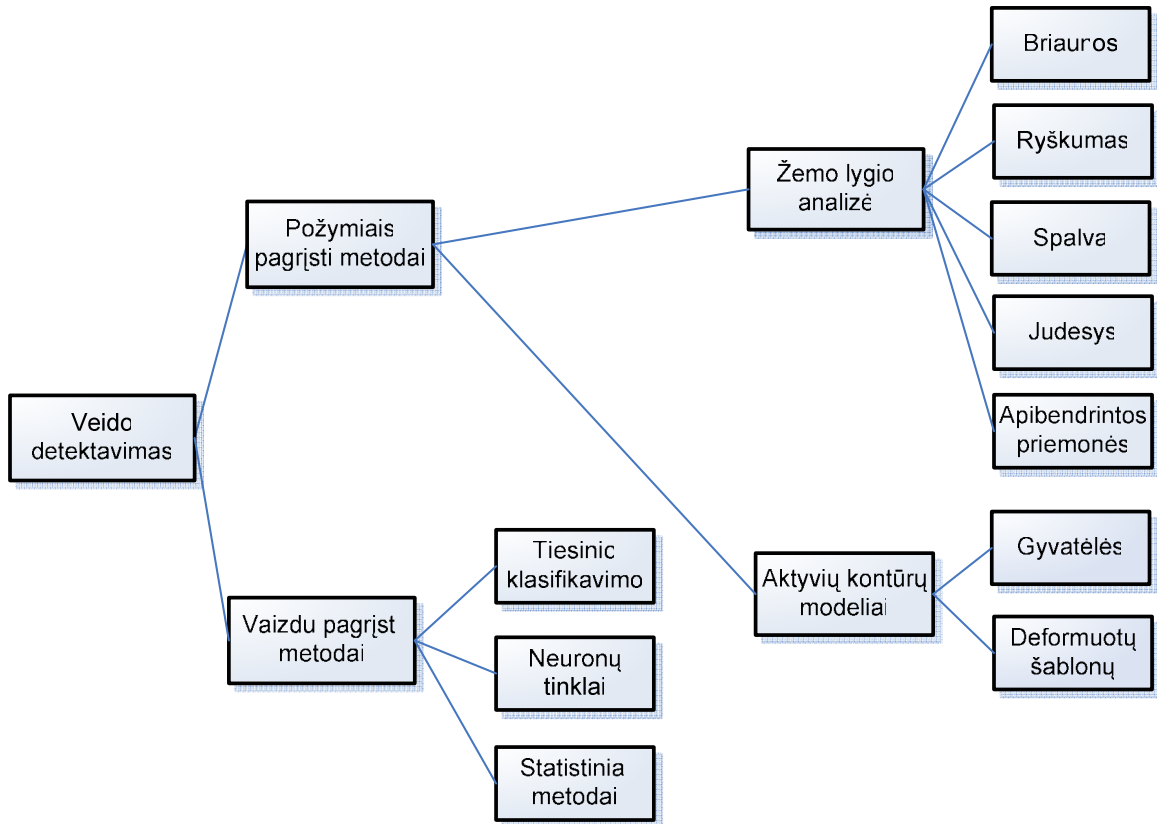 Briaunos
Ryškumas
Žemo lygio
analizė
Spalva
Požymiais
pagrįsti metodai
Judesys
Apibendrintos
priemonės
Veido
detektavimas
Gyvatėlės
Tiesinio
klasifikavimo
Aktyvių kontūrų
modeliai
Vaizdu pagrįst
metodai
Deformuotų
šablonų
Neuronų
tinklai
Statistinia
metodai